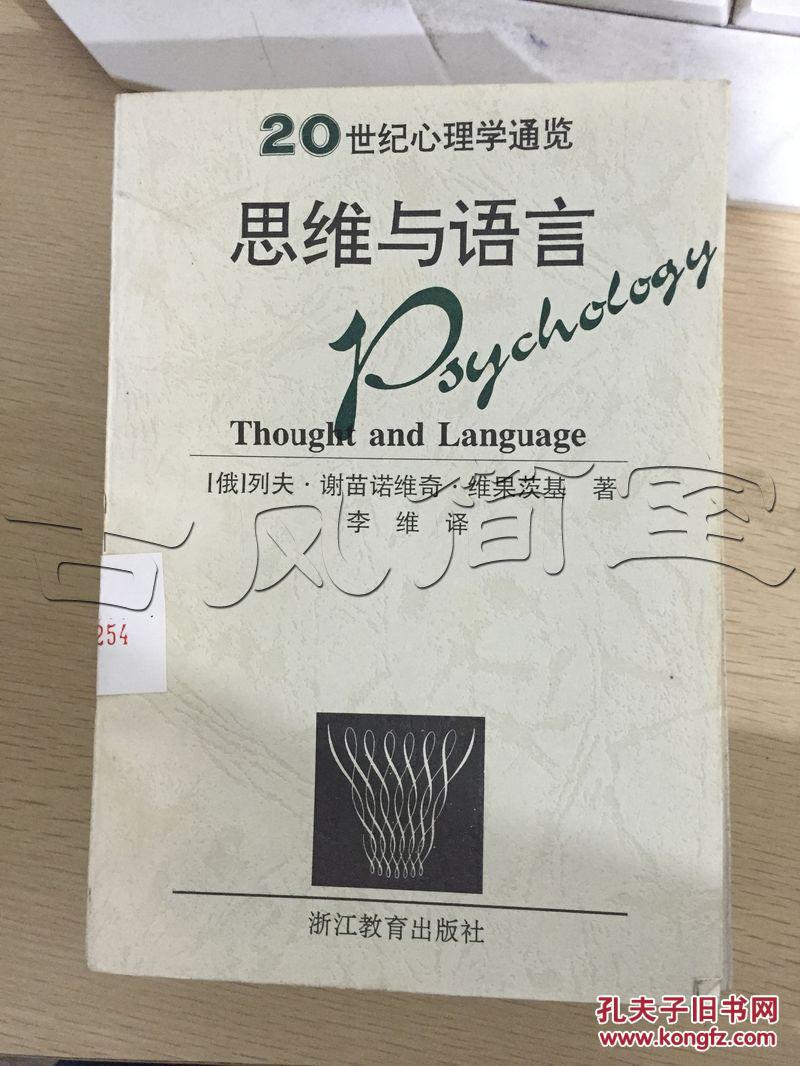 20世纪心理学通览
思维与语言
Psychology
Thought and Language
[俄]列夫·谢苗诺维奇·维果茨基 著
李 维 译
古风简室
254
浙江教育出版社
孔夫子旧书网
www.kongfz.com